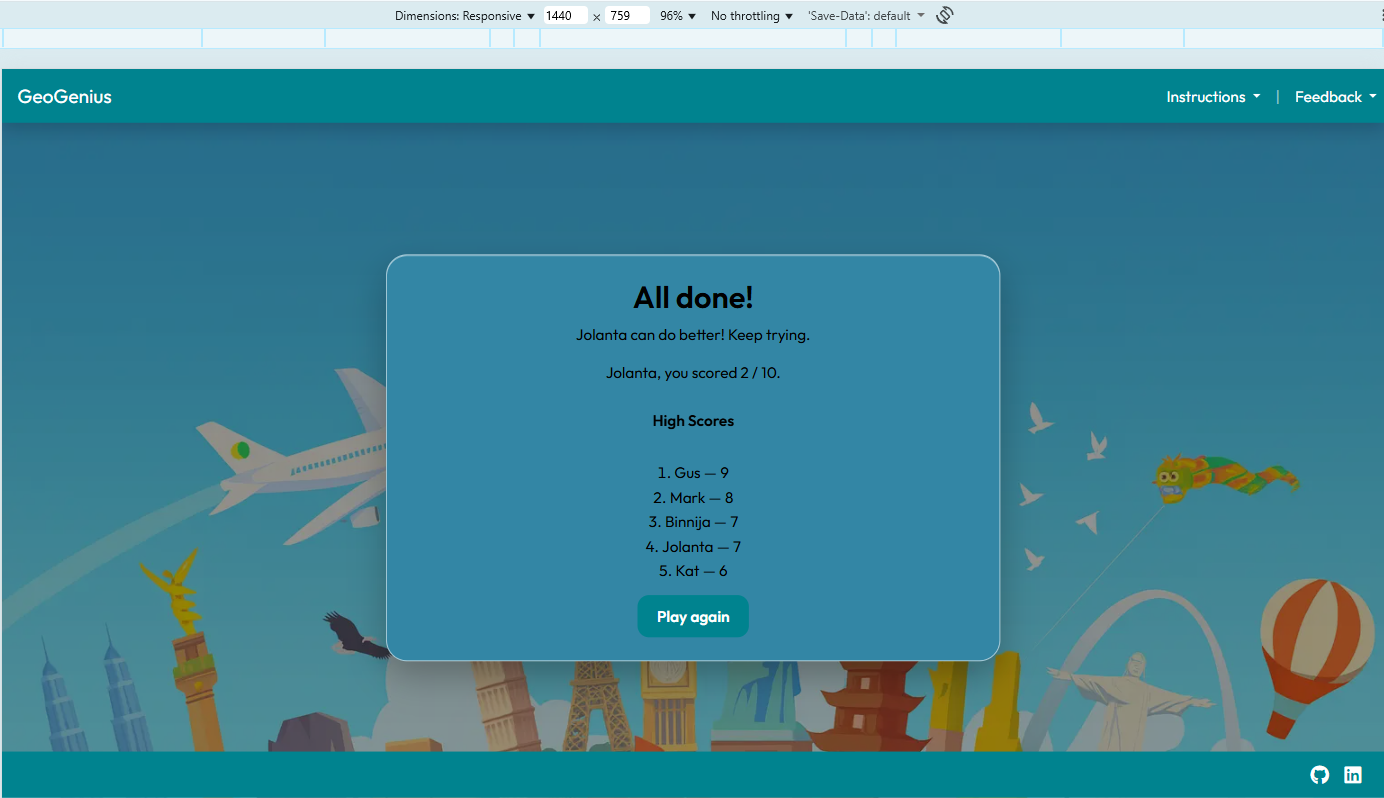 Dimensions: Responsive 1440 × 759 96% No throttling 'Save-Data': default
GeoGenius Instructions | Feedback
All done!
Jolanta can do better! Keep trying.
Jolanta, you scored 2 / 10.
High Scores
1. Gus — 9
2. Mark — 8
3. Binnija — 7
4. Jolanta — 7
5. Kat — 6
Play again
in